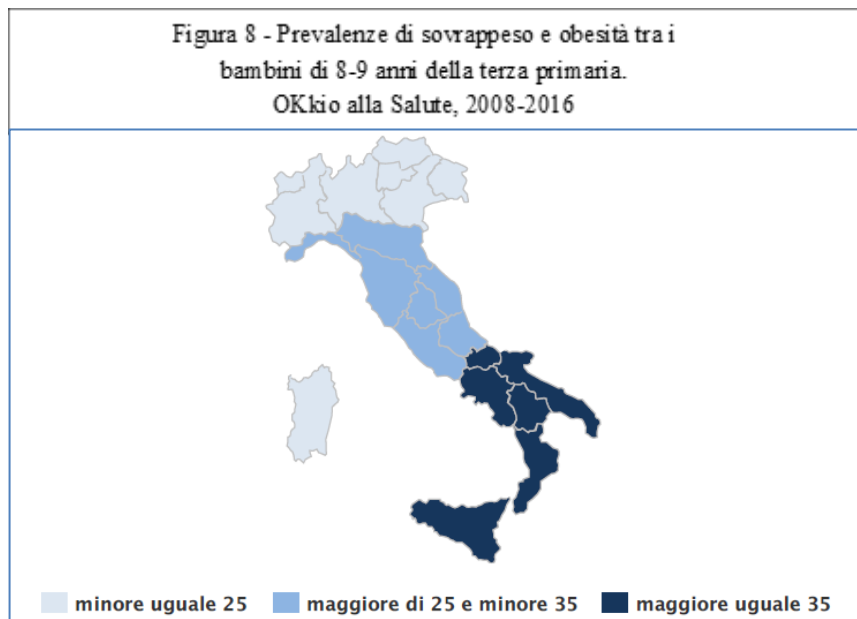 Figura 8 - Prevalenze di sovrappeso e obesità tra i
bambini di 8-9 anni della terza primaria.
OKkio alla Salute, 2008-2016
minore uguale 25 maggiore di 25 e minore 35 maggiore uguale 35